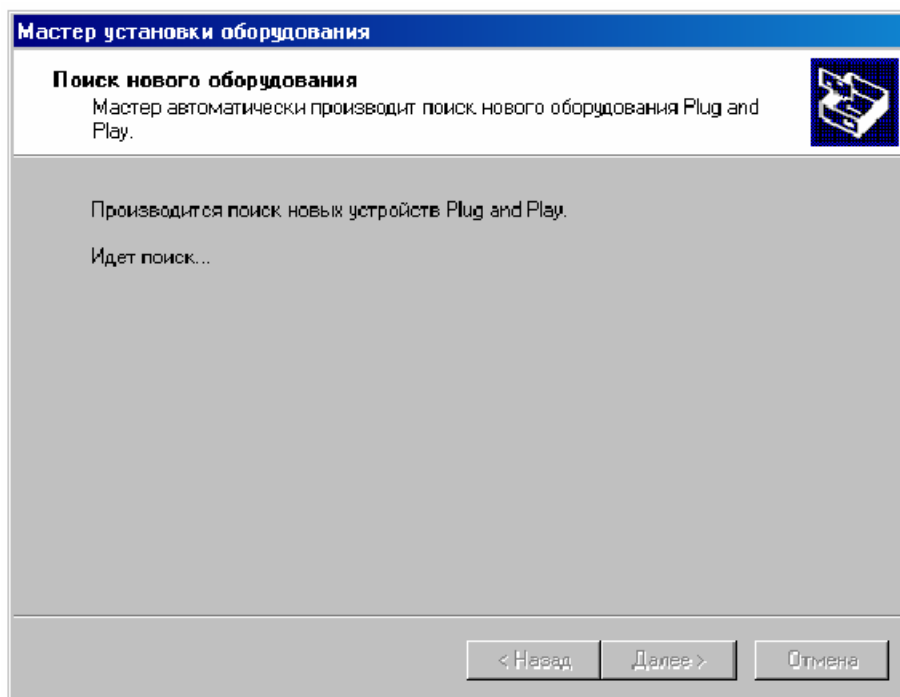 Мастер установки оборудования
Поиск нового оборудования
Мастер автоматически производит поиск нового оборудования Plug and
Play.
Производится поиск новых устройств Plug and Play.
Идет поиск...
< Назад
Далее >
Отмена